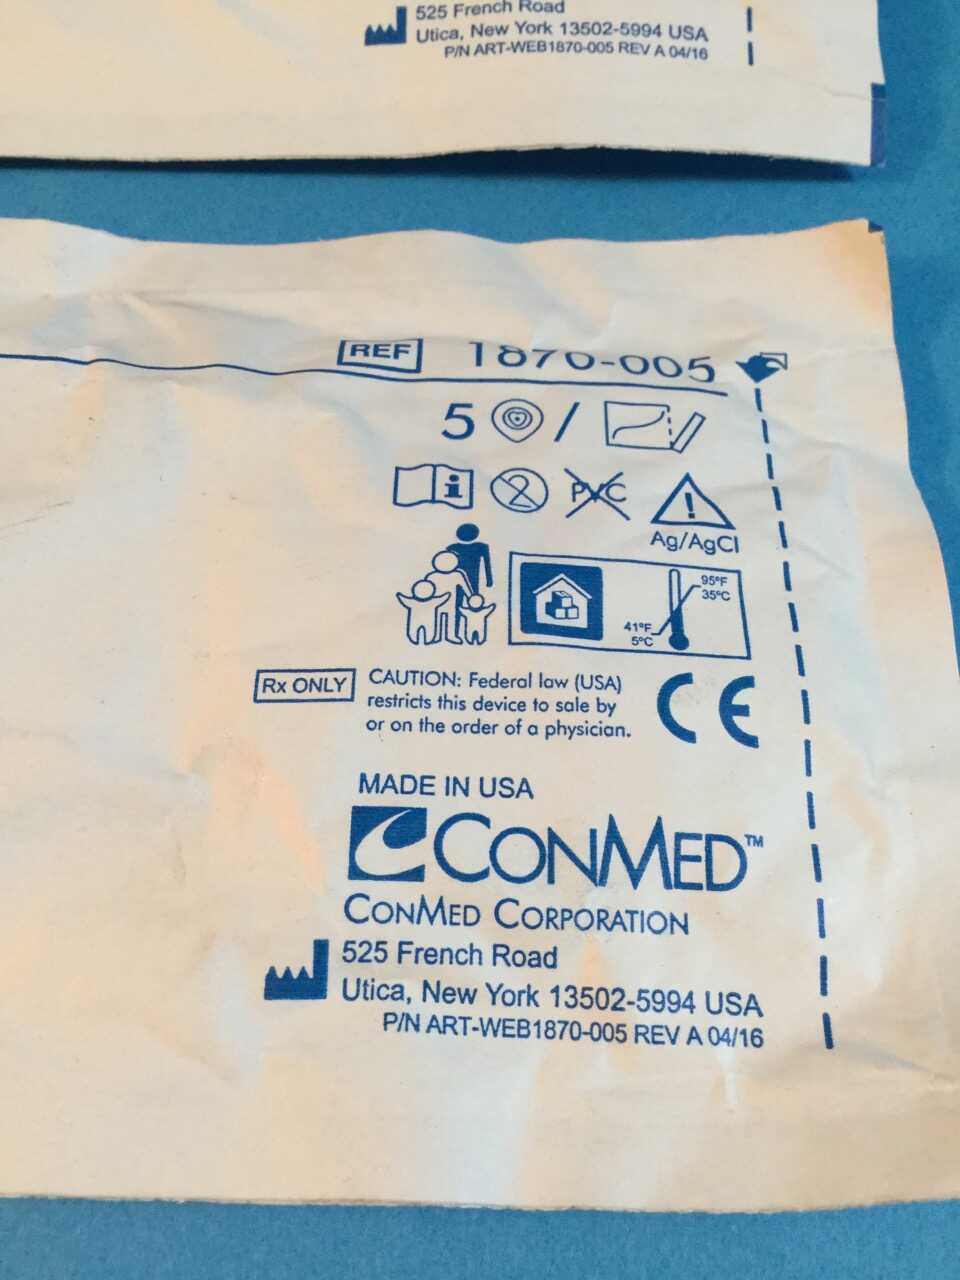 525 French Road
Utica, New York 13502-5994 USA
P/N ART-WEB1870-005 REV A 04/16
REF 1870-005
5 /
i 2 PVC !
Ag/AgCl
95°F
35°C
41°F
5°C
Rx ONLY
CAUTION: Federal law (USA)
restricts this device to sale by
or on the order of a physician.
CE
MADE IN USA
CONMED™
CONMED CORPORATION
525 French Road
Utica, New York 13502-5994 USA
P/N ART-WEB1870-005 REV A 04/16